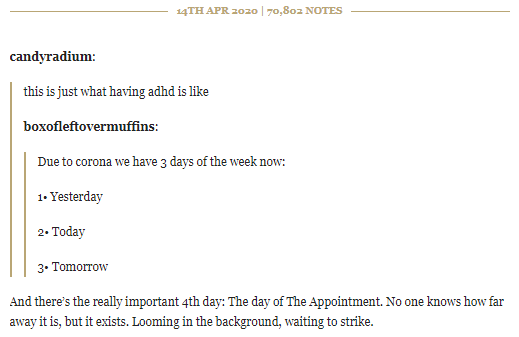 14TH APR 2020 | 70,802 NOTES
candyradium:
this is just what having adhd is like
boxofleftovermuffins:
Due to corona we have 3 days of the week now:
1• Yesterday
2• Today
3• Tomorrow
And there's the really important 4th day: The day of The Appointment. No one knows how far
away it is, but it exists. Looming in the background, waiting to strike.